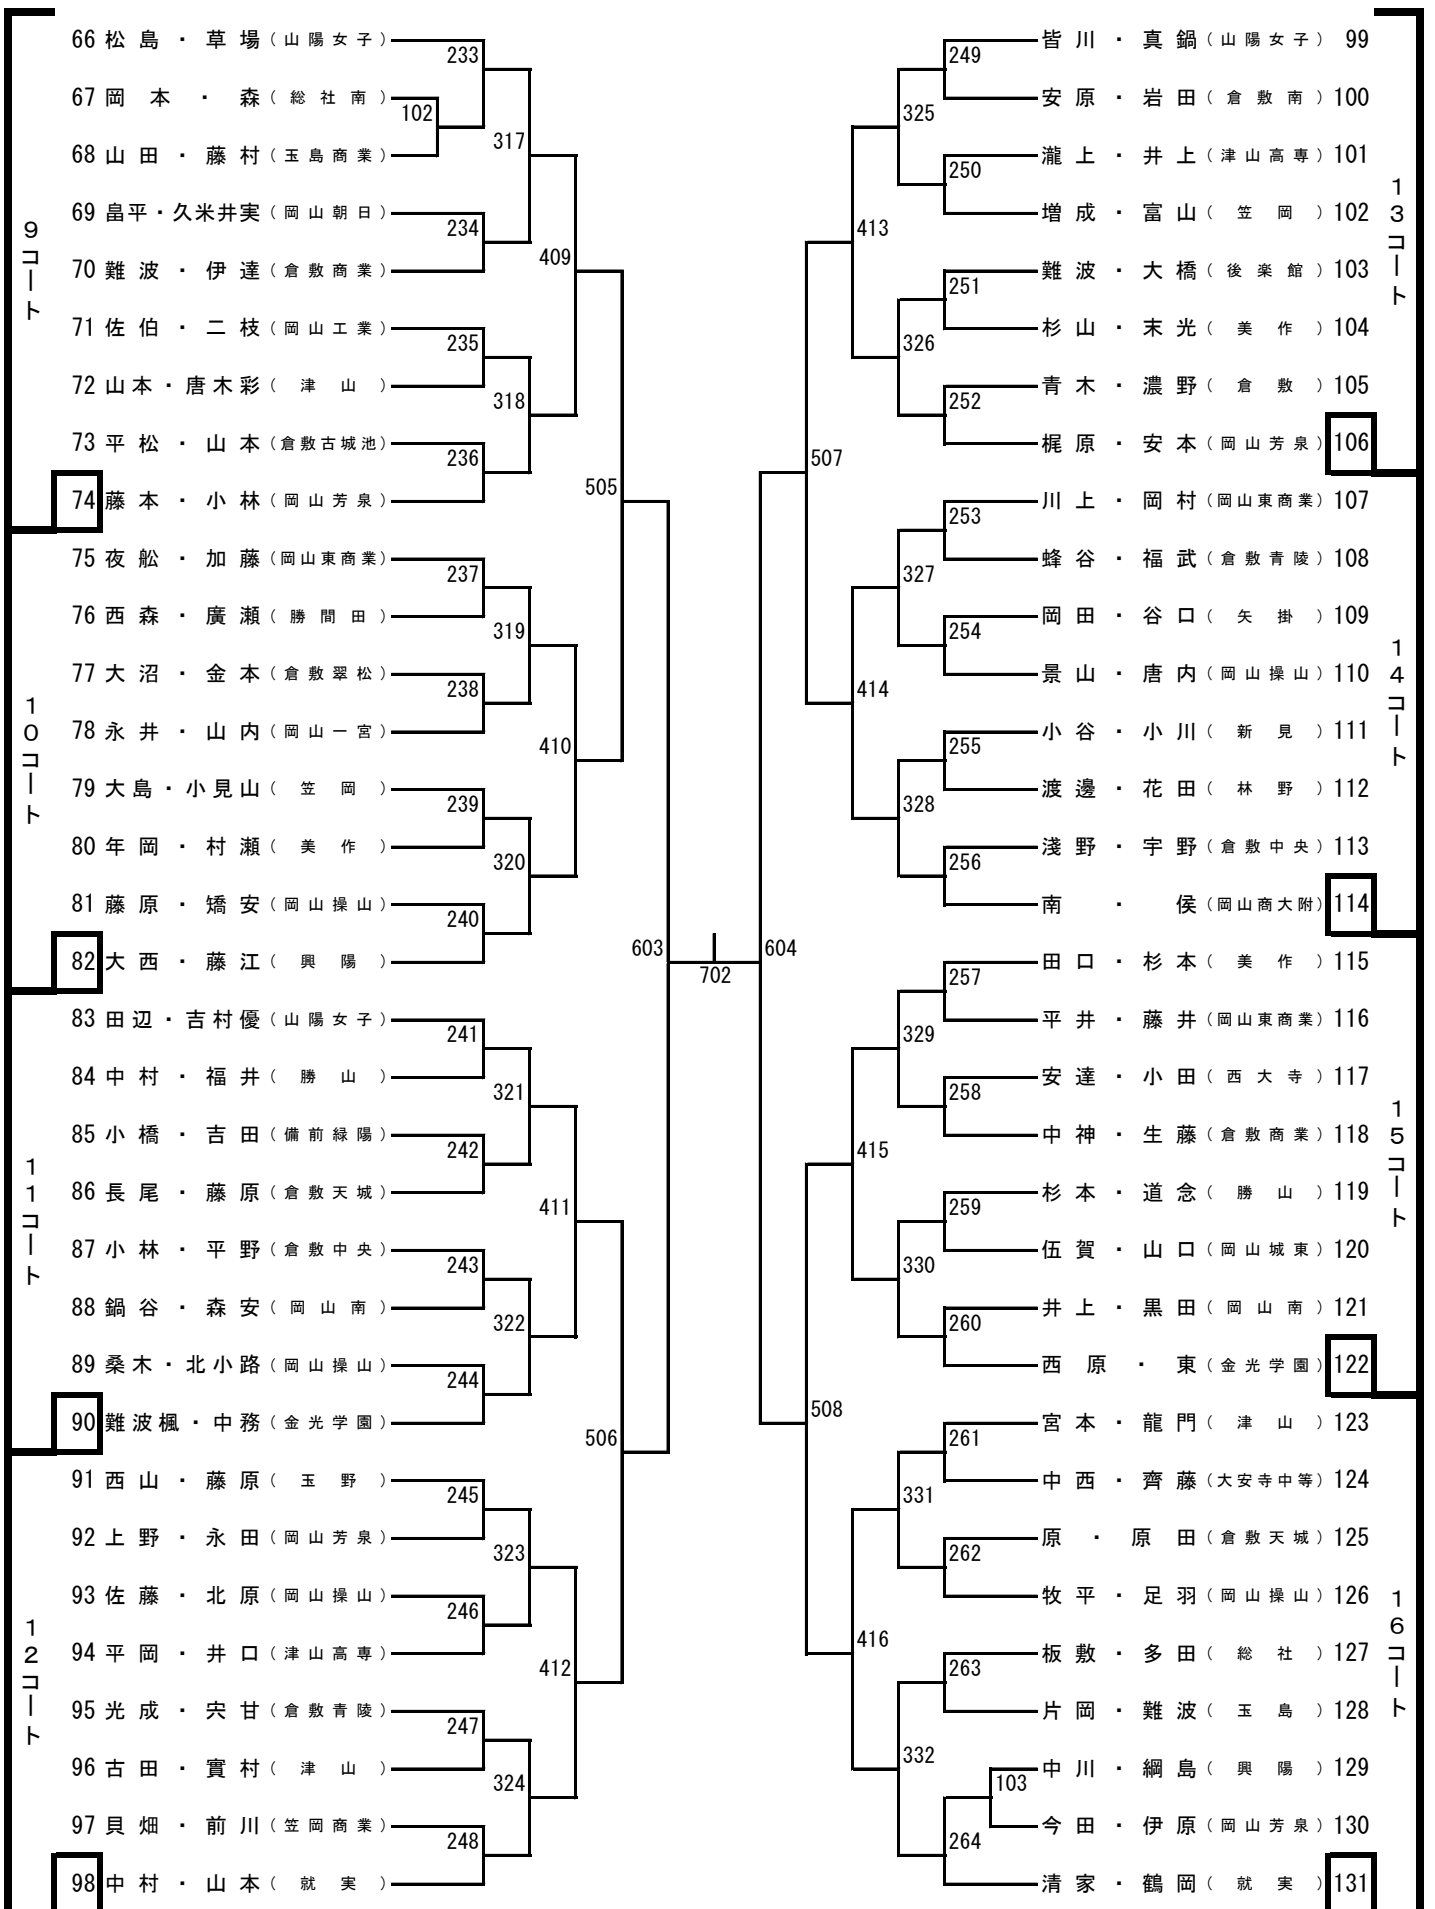 9コート
66 松島・草場（山陽女子）
67 岡本・森（総社南）
68 山田・藤村（玉島商業）
69 畠平・久米井実（岡山朝日）
70 難波・伊達（倉敷商業）
71 佐伯・二枝（岡山工業）
72 山本・唐木彩（津山）
73 平松・山本（倉敷古城池）
74 藤本・小林（岡山芳泉）
10コート
75 夜船・加藤（岡山東商業）
76 西森・廣瀬（勝間田）
77 大沼・金本（倉敷翠松）
78 永井・山内（岡山一宮）
79 大島・小見山（笠岡）
80 年岡・村瀬（美作）
81 藤原・矯安（岡山操山）
82 大西・藤江（興陽）
11コート
83 田辺・吉村優（山陽女子）
84 中村・福井（勝山）
85 小橋・吉田（備前緑陽）
86 長尾・藤原（倉敷天城）
87 小林・平野（倉敷中央）
88 鍋谷・森安（岡山南）
89 桑木・北小路（岡山操山）
90 難波楓・中務（金光学園）
12コート
91 西山・藤原（玉野）
92 上野・永田（岡山芳泉）
93 佐藤・北原（岡山操山）
94 平岡・井口（津山高専）
95 光成・宍甘（倉敷青陵）
96 古田・實村（津山）
97 貝畑・前川（笠岡商業）
98 中村・山本（就実）
102
233
234
235
236
237
238
239
240
241
242
243
244
245
246
247
248
317
318
319
320
321
322
323
324
409
410
411
412
505
506
603
702
604
507
508
413
414
415
416
325
326
327
328
329
330
331
332
249
250
251
252
253
254
255
256
257
258
259
260
261
262
263
264
103
皆川・真鍋（山陽女子） 99
安原・岩田（倉敷南） 100
瀧上・井上（津山高専） 101
増成・富山（笠岡） 102
難波・大橋（後楽館） 103
杉山・末光（美作） 104
青木・濃野（倉敷） 105
梶原・安本（岡山芳泉） 106
13コート
川上・岡村（岡山東商業） 107
蜂谷・福武（倉敷青陵） 108
岡田・谷口（矢掛） 109
景山・唐内（岡山操山） 110
小谷・小川（新見） 111
渡邊・花田（林野） 112
淺野・宇野（倉敷中央） 113
南・侯（岡山商大附） 114
14コート
田口・杉本（美作） 115
平井・藤井（岡山東商業） 116
安達・小田（西大寺） 117
中神・生藤（倉敷商業） 118
杉本・道念（勝山） 119
伍賀・山口（岡山城東） 120
井上・黒田（岡山南） 121
西原・東（金光学園） 122
15コート
宮本・龍門（津山） 123
中西・齊藤（大安寺中等） 124
原・原田（倉敷天城） 125
牧平・足羽（岡山操山） 126
板敷・多田（総社） 127
片岡・難波（玉島） 128
中川・綱島（興陽） 129
今田・伊原（岡山芳泉） 130
清家・鶴岡（就実） 131
16コート